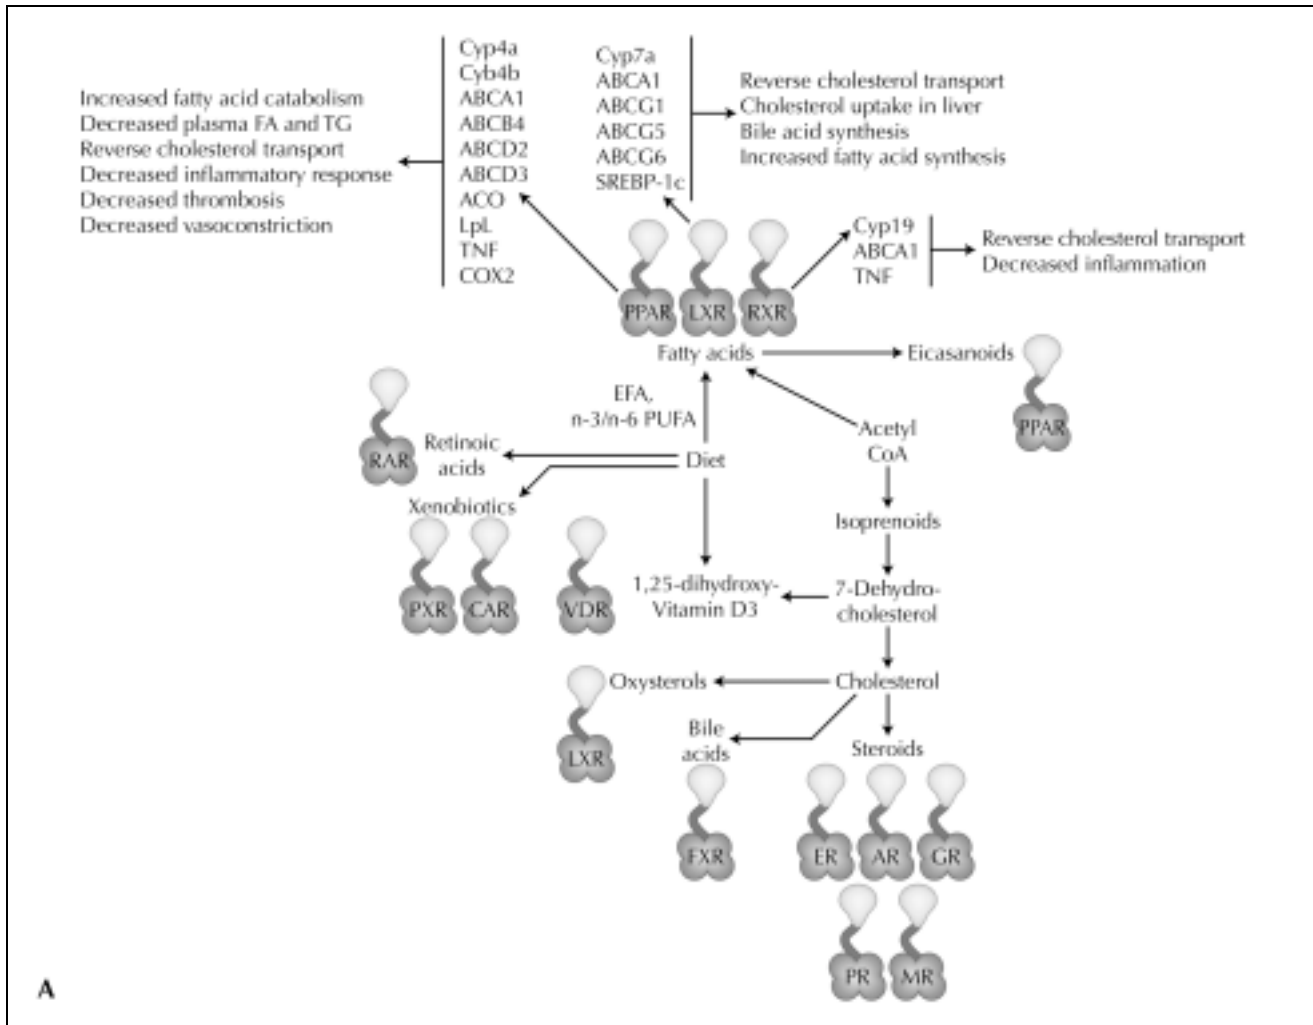 Cyp4a
Cyb4b
ABCA1
ABCB4
ABCD2
ABCD3
ACO
LpL
TNF
COX2
Increased fatty acid catabolism
Decreased plasma FA and TG
Reverse cholesterol transport
Decreased inflammatory response
Decreased thrombosis
Decreased vasoconstriction
Cyp7a
ABCA1
ABCG1
ABCG5
ABCG6
SREBP-1c
Reverse cholesterol transport
Cholesterol uptake in liver
Bile acid synthesis
Increased fatty acid synthesis
Cyp19
ABCA1
TNF
Reverse cholesterol transport
Decreased inflammation
PPAR
LXR
RXR
Fatty acids
Eicasanoids
PPAR
EFA,
n-3/n-6 PUFA
Acetyl
CoA
RAR
Retinoic
acids
Diet
Xenobiotics
Isoprenoids
PXR
CAR
VDR
1,25-dihydroxy-
Vitamin D3
7-Dehydro-
cholesterol
Oxysterols
Cholesterol
LXR
Bile
acids
Steroids
FXR
ER
AR
GR
PR
MR
A